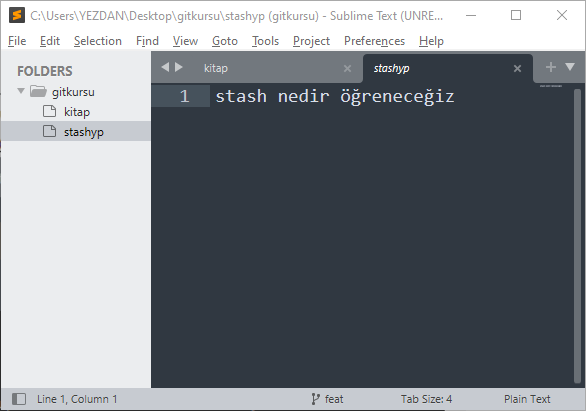 C:\Users\YEZDAN\Desktop\gitkursu\stashyp (gitkursu) - Sublime Text (UNRE...
File Edit Selection Find View Goto Tools Project Preferences Help
FOLDERS
gitkursu
kitap
stashyp
kitap stashyp
1 stash nedir öğreneceğiz
Line 1, Column 1 feat Tab Size: 4 Plain Text